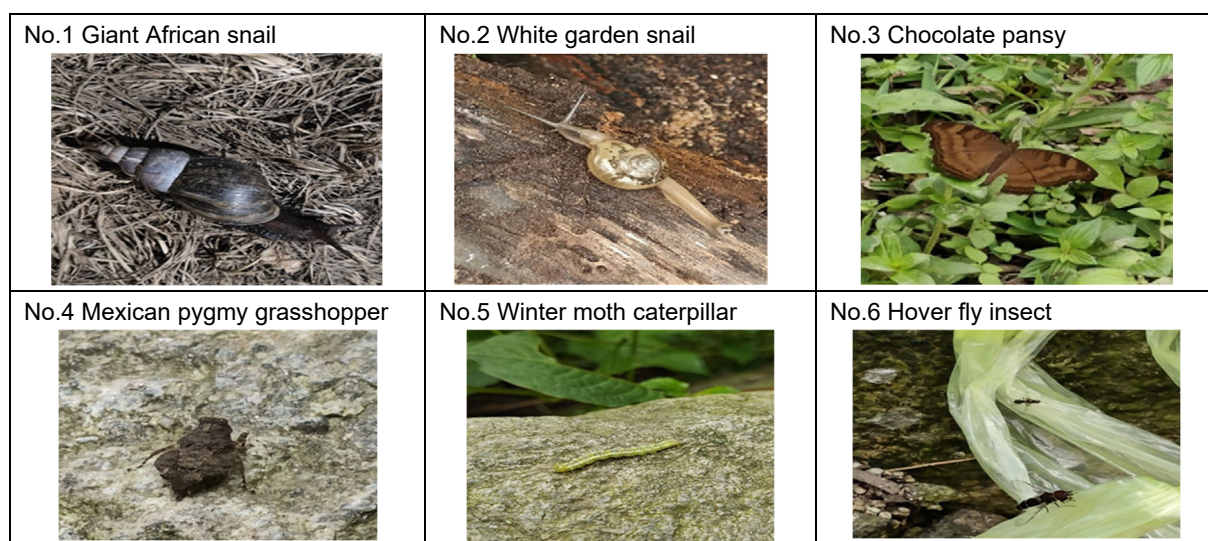 No.1 Giant African snail
No.2 White garden snail
No.3 Chocolate pansy
No.4 Mexican pygmy grasshopper
No.5 Winter moth caterpillar
No.6 Hover fly insect